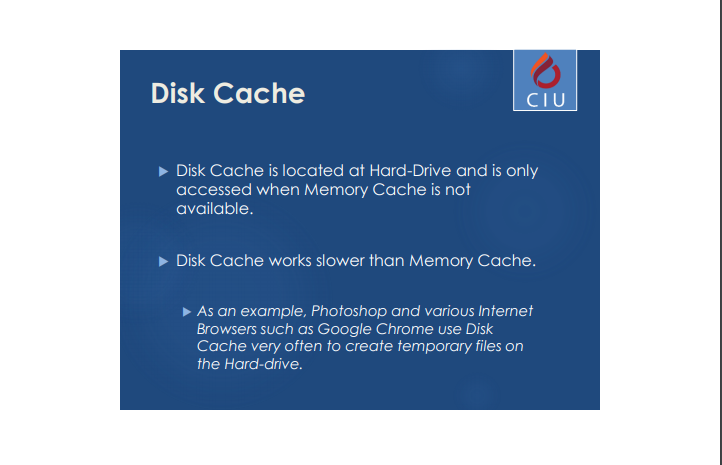 Disk Cache
CIU
Disk Cache is located at Hard-Drive and is only
accessed when Memory Cache is not
available.
Disk Cache works slower than Memory Cache.
As an example, Photoshop and various Internet
Browsers such as Google Chrome use Disk
Cache very often to create temporary files on
the Hard-drive.